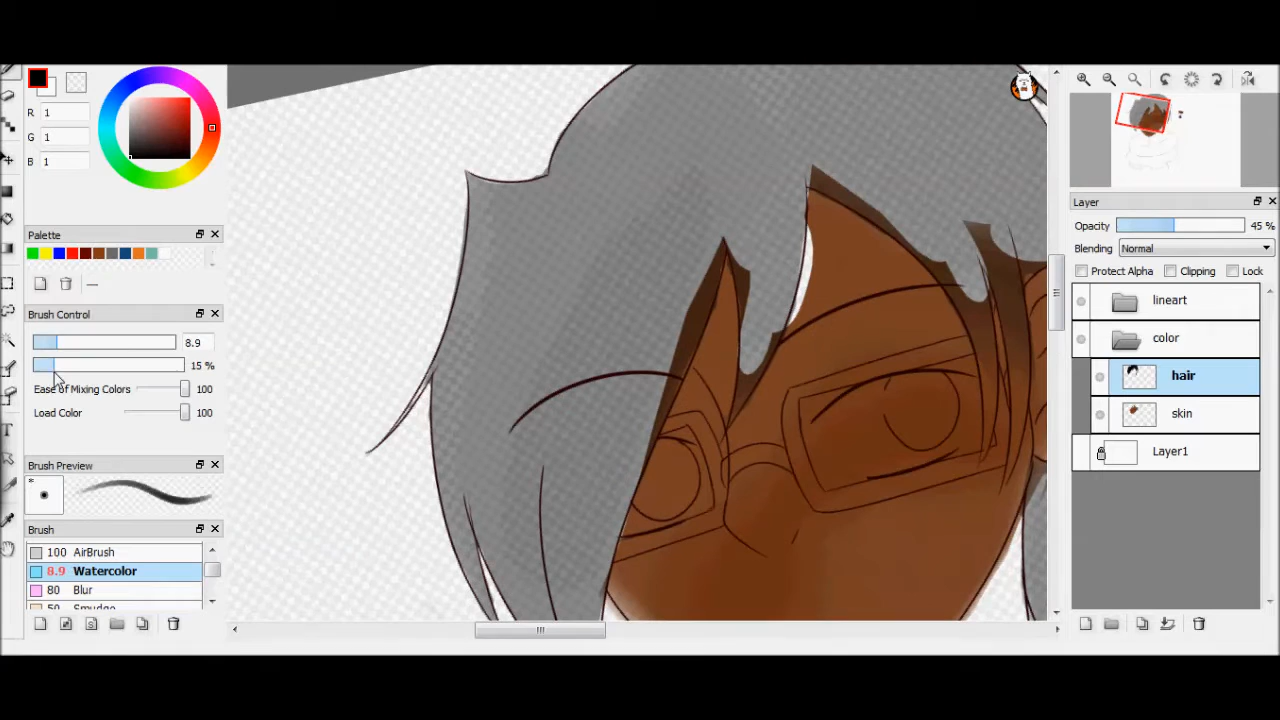 R 1
G 1
B 1
Palette
Brush Control
8.9
15 %
Ease of Mixing Colors 100
Load Color 100
Brush Preview
*
Brush
100 AirBrush
8.9 Watercolor
80 Blur
50 Smudge
T
Layer
Opacity 45 %
Blending Normal
Protect Alpha Clipping Lock
lineart
color
hair
skin
Layer1